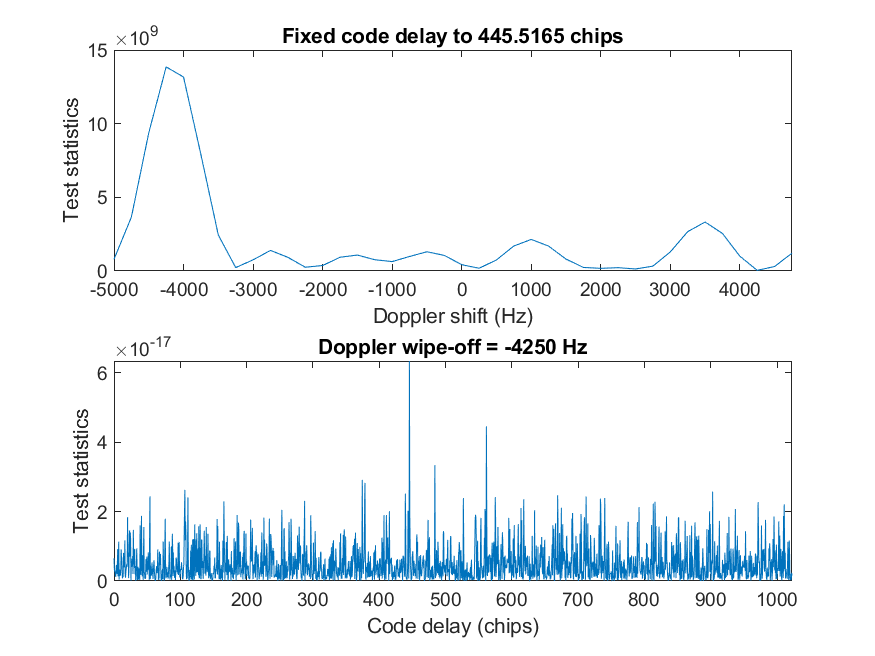 Fixed code delay to 445.5165 chips
×10⁹
15
10
5
0
Test statistics
-5000 -4000 -3000 -2000 -1000 0 1000 2000 3000 4000
Doppler shift (Hz)
Doppler wipe-off = -4250 Hz
×10⁻¹⁷
6
4
2
0
Test statistics
0 100 200 300 400 500 600 700 800 900 1000
Code delay (chips)